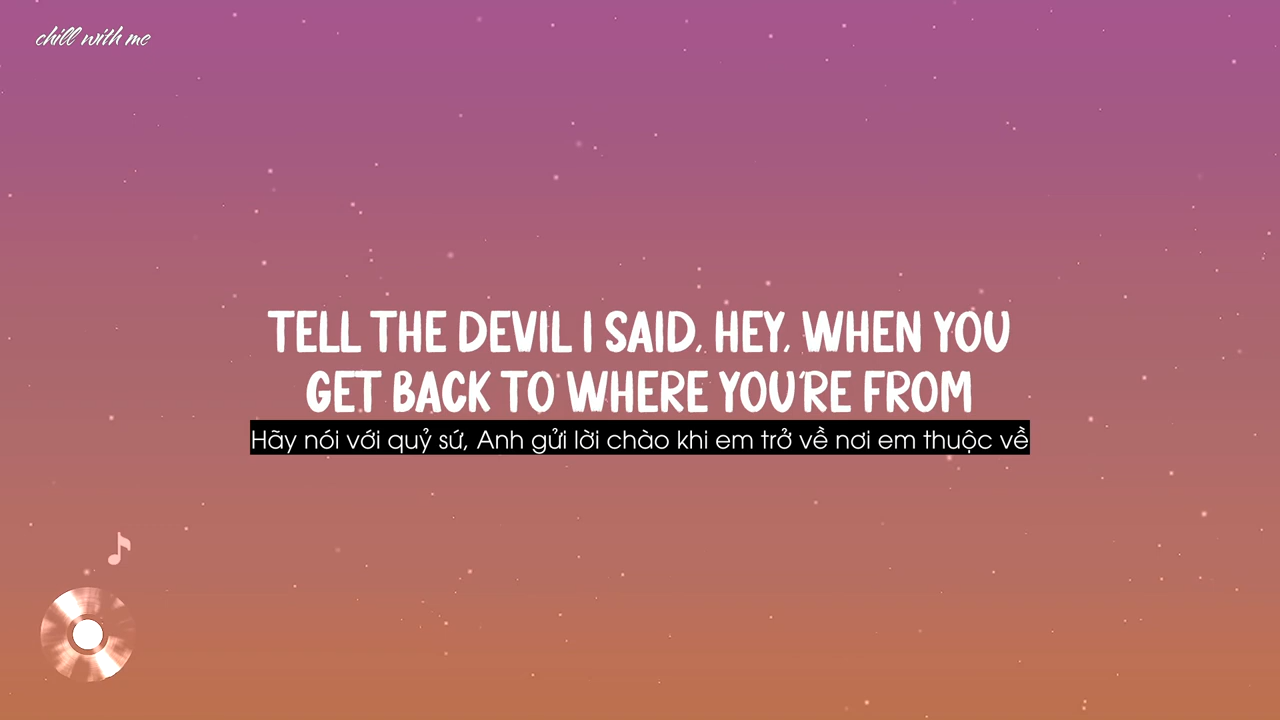 chill with me
TELL THE DEVIL I SAID, HEY, WHEN YOU
GET BACK TO WHERE YOU'RE FROM
Hãy nói với quỷ sứ, Anh gửi lời chào khi em trở về nơi em thuộc về